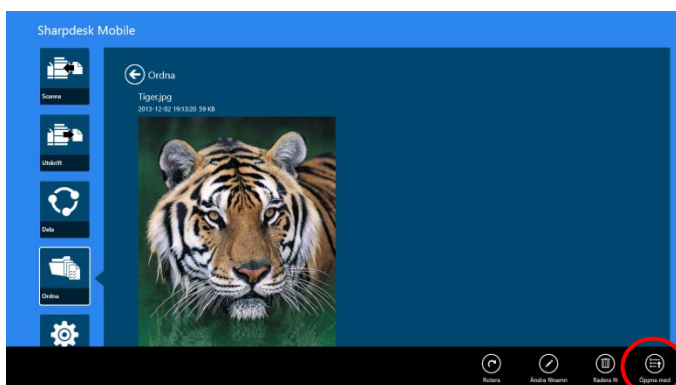 Sharpdesk Mobile
Scanna
Utskrift
Dela
Ordna
Ordna
Tiger.jpg
2013-12-02 19:13:20 59 KB
Rotera
Ändra filnamn
Radera fil
Öppna med